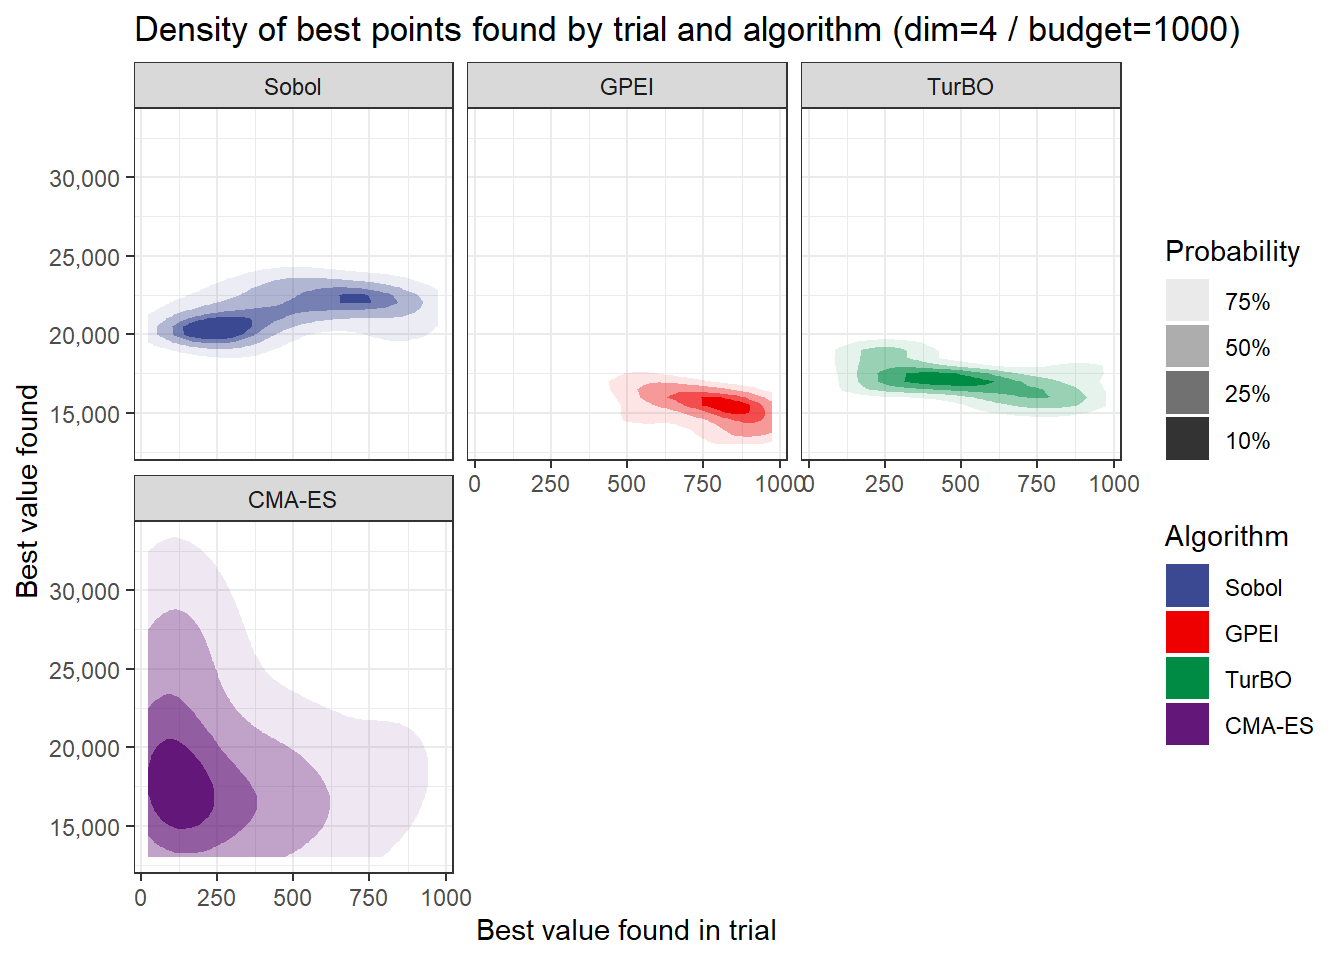 Density of best points found by trial and algorithm (dim=4 / budget=1000)
Sobol
GPEI
TurBO
30,000
25,000
20,000
15,000
0 250 500 750 1000
0 250 500 750 1000
CMA-ES
30,000
25,000
20,000
15,000
0 250 500 750 1000
Best value found
Best value found in trial
Probability
75%
50%
25%
10%
Algorithm
Sobol
GPEI
TurBO
CMA-ES